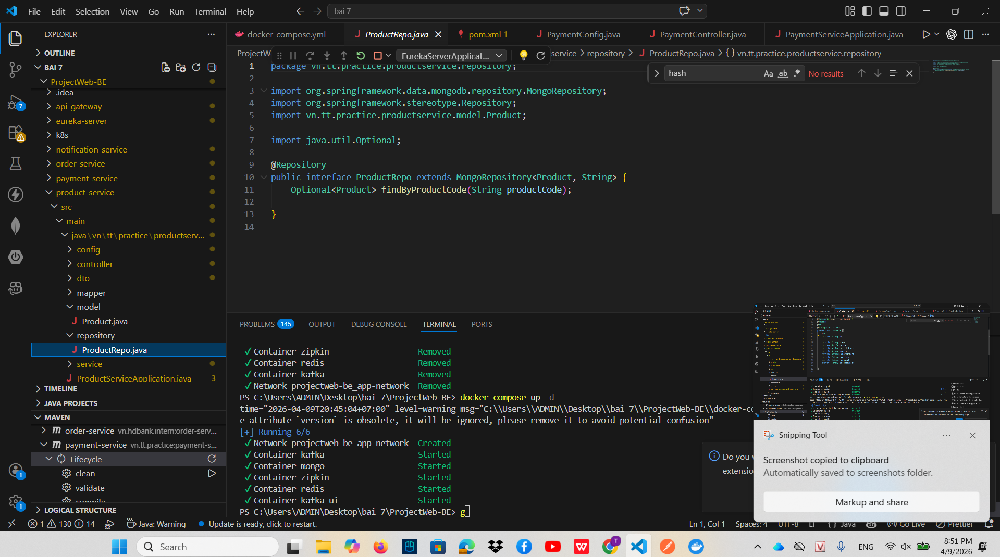 File Edit Selection View Go Run Terminal Help
bai 7
EXPLORER
OUTLINE
BAI 7
ProjectWeb-BE
.idea
api-gateway
eureka-server
k8s
notification-service
order-service
payment-service
product-service
src
main
java\vn\tt\practice\productserv...
config
controller
dto
mapper
model
Product.java
repository
ProductRepo.java
service
ProductServiceApplication.java 3
TIMELINE
JAVA PROJECTS
MAVEN
order-service vn.hdbank.intern:order-serv...
payment-service vn.tt.practice:payment-s...
Lifecycle
clean
validate
compile
LOGICAL STRUCTURE
7
1
1
docker-compose.yml
ProductRepo.java
pom.xml 1
PaymentConfig.java
PaymentController.java
PaymentServiceApplication.java
ProjectW
EurekaServerApplicat...
service > repository > ProductRepo.java > {} vn.tt.practice.productservice.repository
hash
Aa ab .* No results
1 package vn.tt.practice.productservice.repository;
2
3 import org.springframework.data.mongodb.repository.MongoRepository;
4 import org.springframework.stereotype.Repository;
5 import vn.tt.practice.productservice.model.Product;
6
7 import java.util.Optional;
8
9 @Repository
10 public interface ProductRepo extends MongoRepository<Product, String> {
11 Optional<Product> findByProductCode(String productCode);
12
13 }
14
PROBLEMS 145 OUTPUT DEBUG CONSOLE TERMINAL PORTS
✓ Container zipkin Removed
✓ Container redis Removed
✓ Container kafka Removed
✓ Network projectweb-be_app-network Removed
PS C:\Users\ADMIN\Desktop\bai 7\ProjectWeb-BE> docker-compose up -d
time="2026-04-09T20:45:04+07:00" level=warning msg="C:\\Users\\ADMIN\\Desktop\\bai 7\\ProjectWeb-BE\\docker-co
e attribute `version` is obsolete, it will be ignored, please remove it to avoid potential confusion"
[+] Running 6/6
✓ Network projectweb-be_app-network Created
✓ Container kafka Started
✓ Container mongo Started
✓ Container zipkin Started
✓ Container redis Started
✓ Container kafka-ui Started
PS C:\Users\ADMIN\Desktop\bai 7\ProjectWeb-BE> g
Do you
extensio
Snipping Tool
Screenshot copied to clipboard
Automatically saved to screenshots folder.
Markup and share
1 130 14 Java: Warning Update is ready, click to restart.
Ln 1, Col 1 Spaces: 4 UTF-8 LF {} Java Go Live Prettier
Search
T
ENG
8:51 PM
4/9/2026